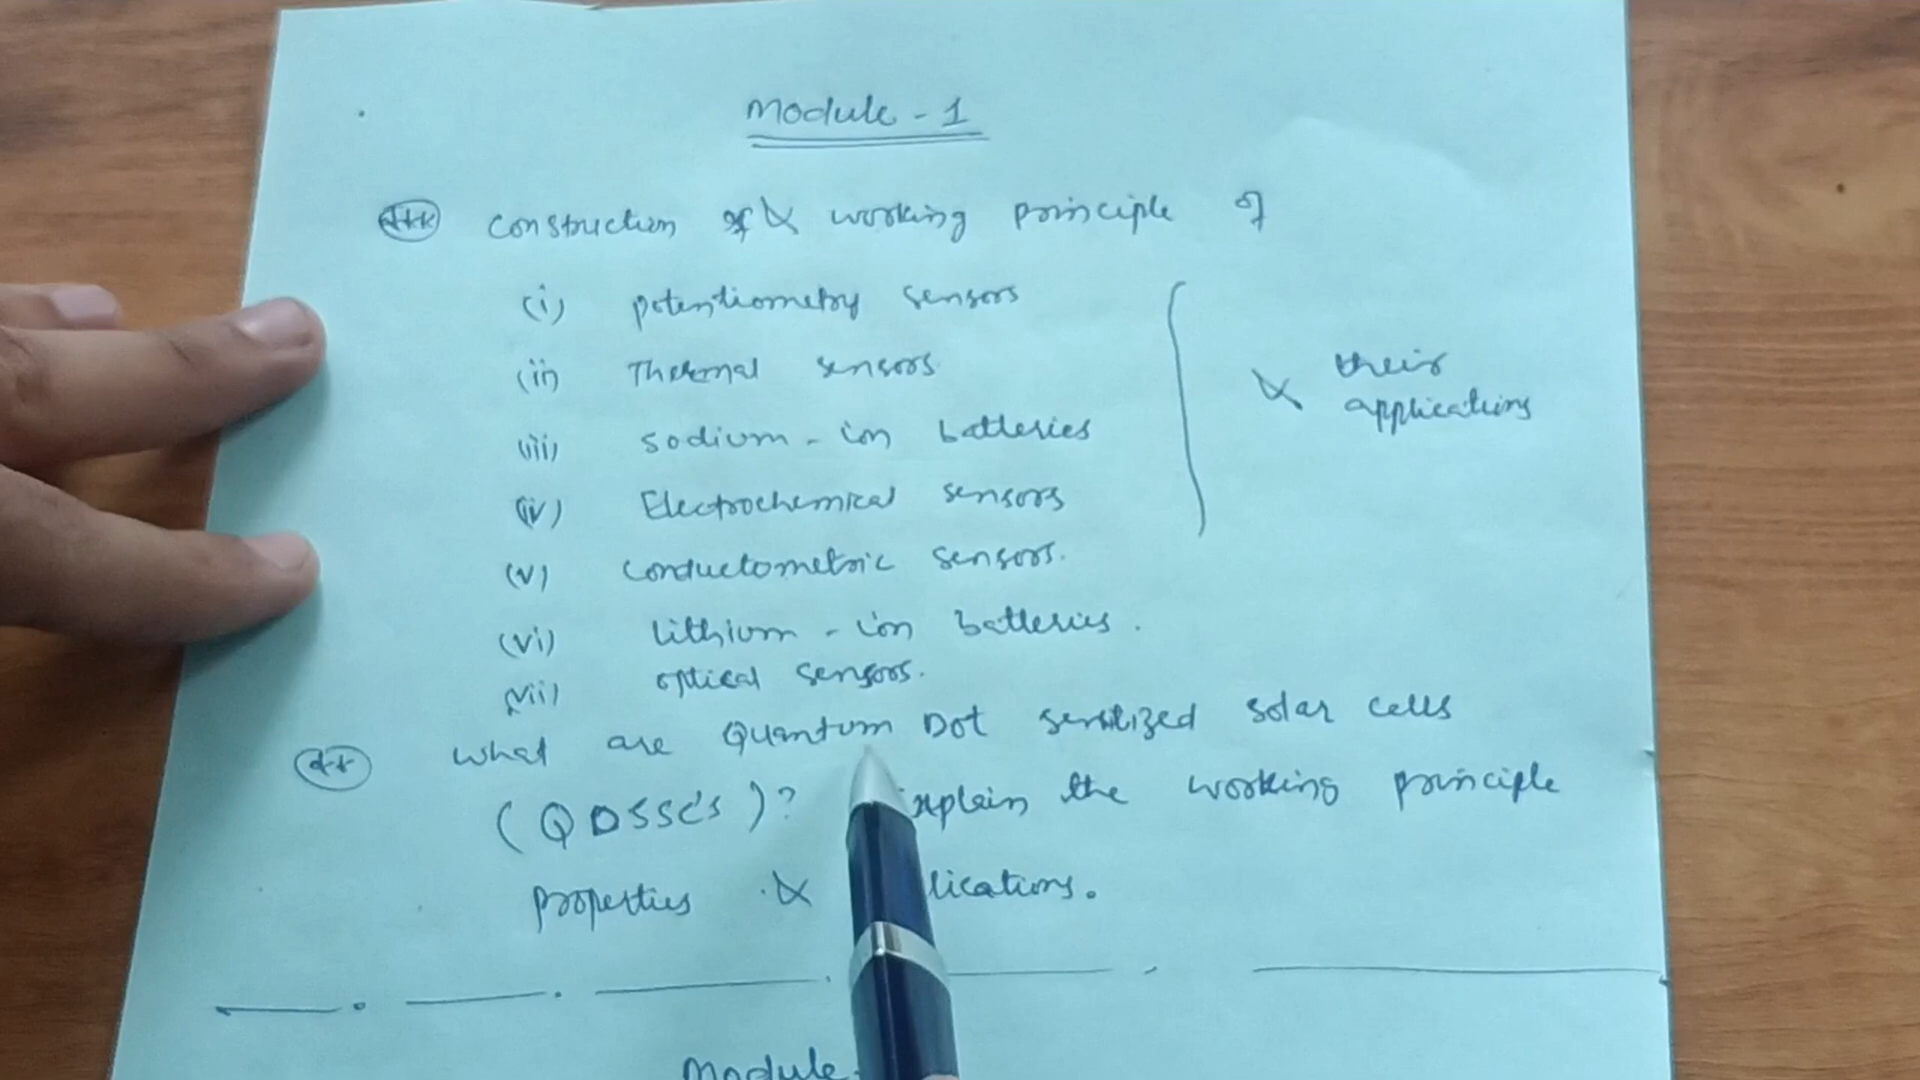 Module - 1
*** construction & working principle of
(i) potentiometry sensors
(ii) Thermal sensors
(iii) sodium - ion batteries
(iv) Electrochemical sensors
(v) conductometric sensors.
(vi) lithium - ion batteries.
(vii) optical sensors.
& their
applications
** what are Quantum Dot sensitized solar cells
(QDSSC's)? explain the working principle
properties & lications.
Module